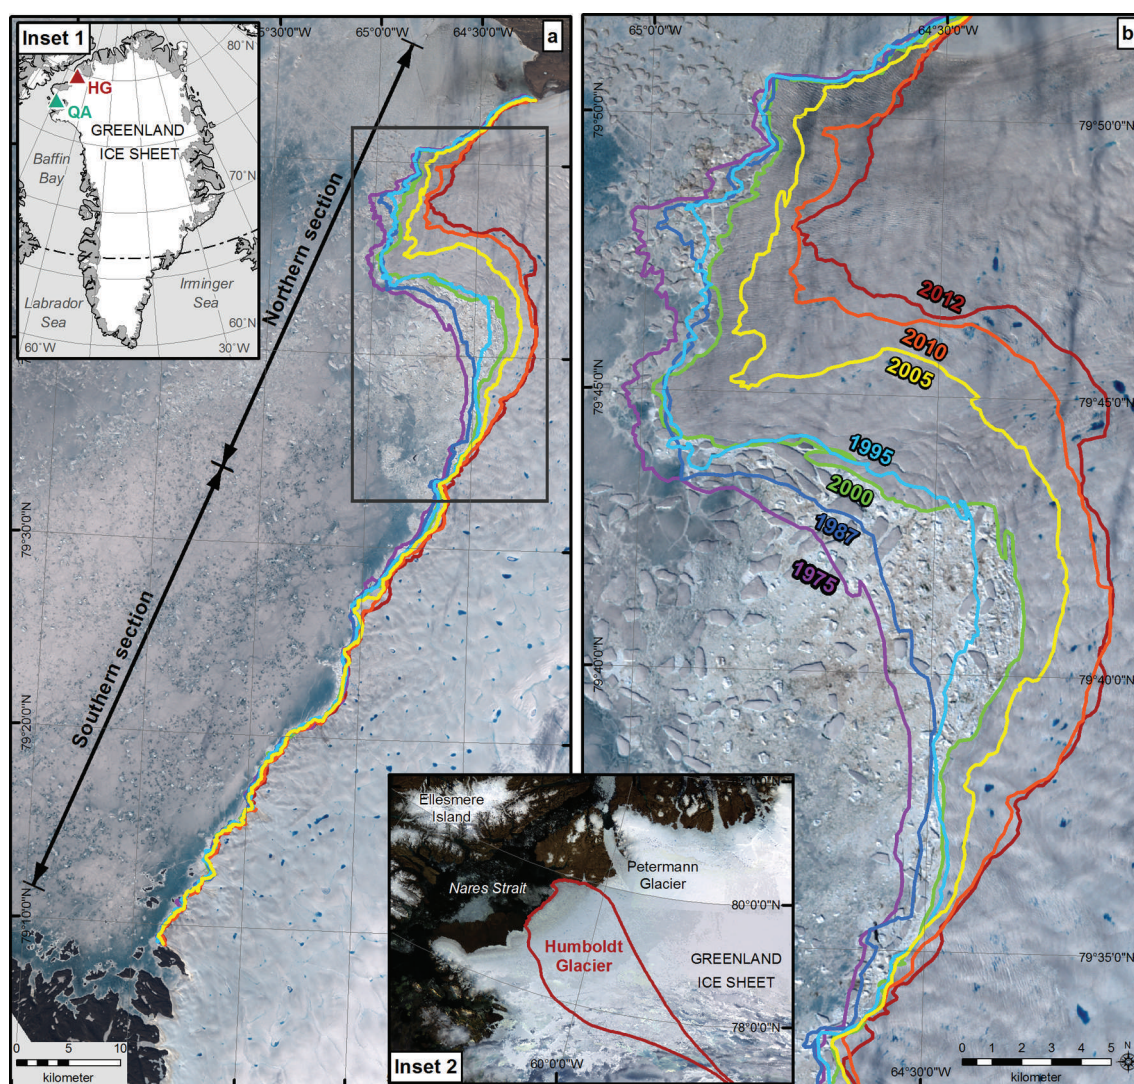 Inset 1
80°N
HG
QA
GREENLAND
ICE SHEET
Baffin
Bay
70°N
Labrador
Sea
Irminger
Sea
60°N
60°W
30°W
65°0'0"W
64°30'0"W
a
Northern section
Southern section
79°30'0"N
79°20'0"N
79°10'0"N
0
5
10
kilometer
Ellesmere
Island
Petermann
Glacier
Nares Strait
80°0'0"N
Humboldt
Glacier
GREENLAND
ICE SHEET
78°0'0"N
60°0'0"W
Inset 2
65°0'0"W
64°30'0"W
b
79°50'0"N
79°50'0"N
2012
2010
2005
79°45'0"N
79°45'0"N
1995
2000
1987
1975
79°40'0"N
79°40'0"N
79°35'0"N
64°30'0"W
0
1
2
3
4
5
kilometer
N